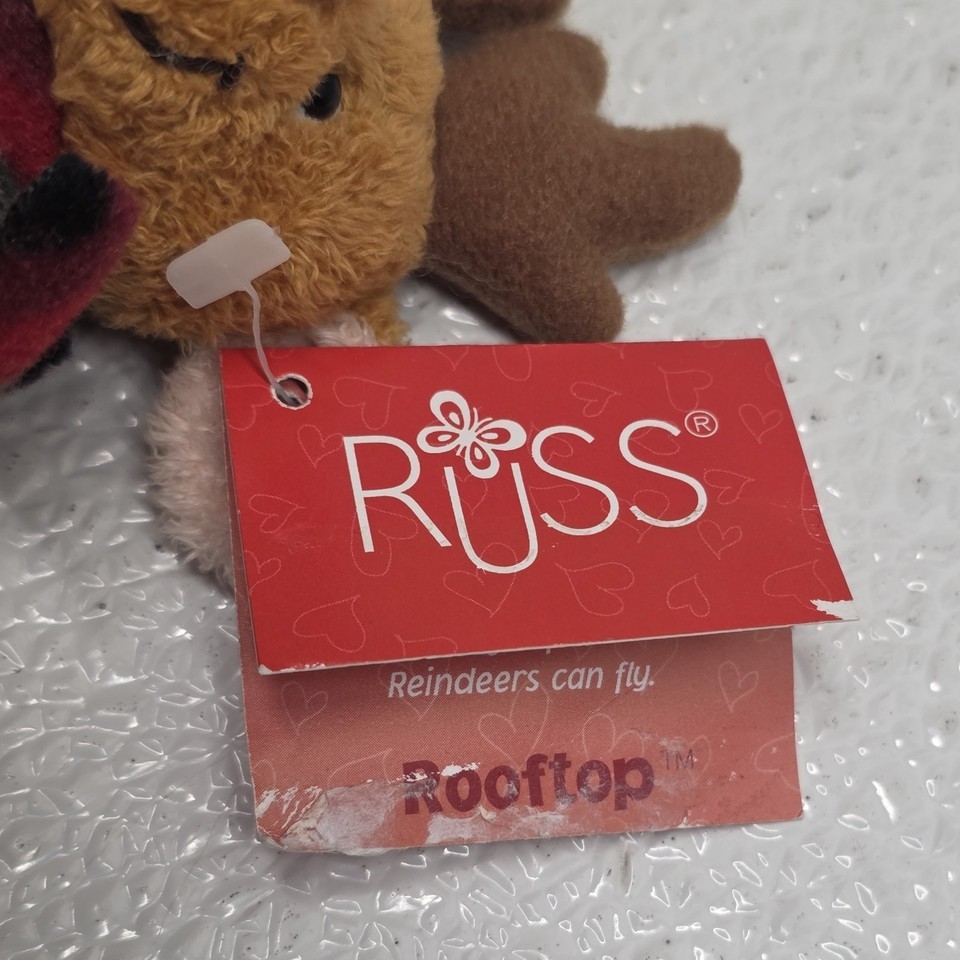 RUSS®
Reindeers can fly.
Rooftop™